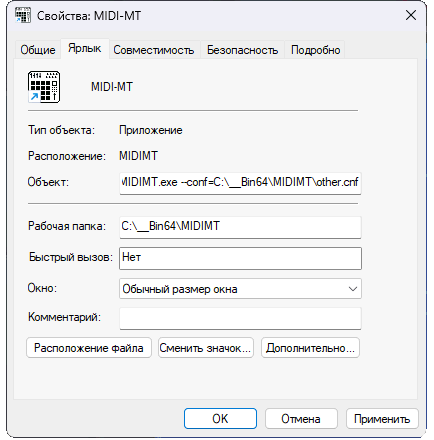 Свойства: MIDI-MT
Общие Ярлык Совместимость Безопасность Подробно
MIDI-MT
Тип объекта: Приложение
Расположение: MIDIMT
Объект: MIDIMT.exe --conf=C:\__Bin64\MIDIMT\other.cnf
Рабочая папка: C:\__Bin64\MIDIMT
Быстрый вызов: Нет
Окно: Обычный размер окна
Комментарий:
Расположение файла Сменить значок... Дополнительно...
OK Отмена Применить